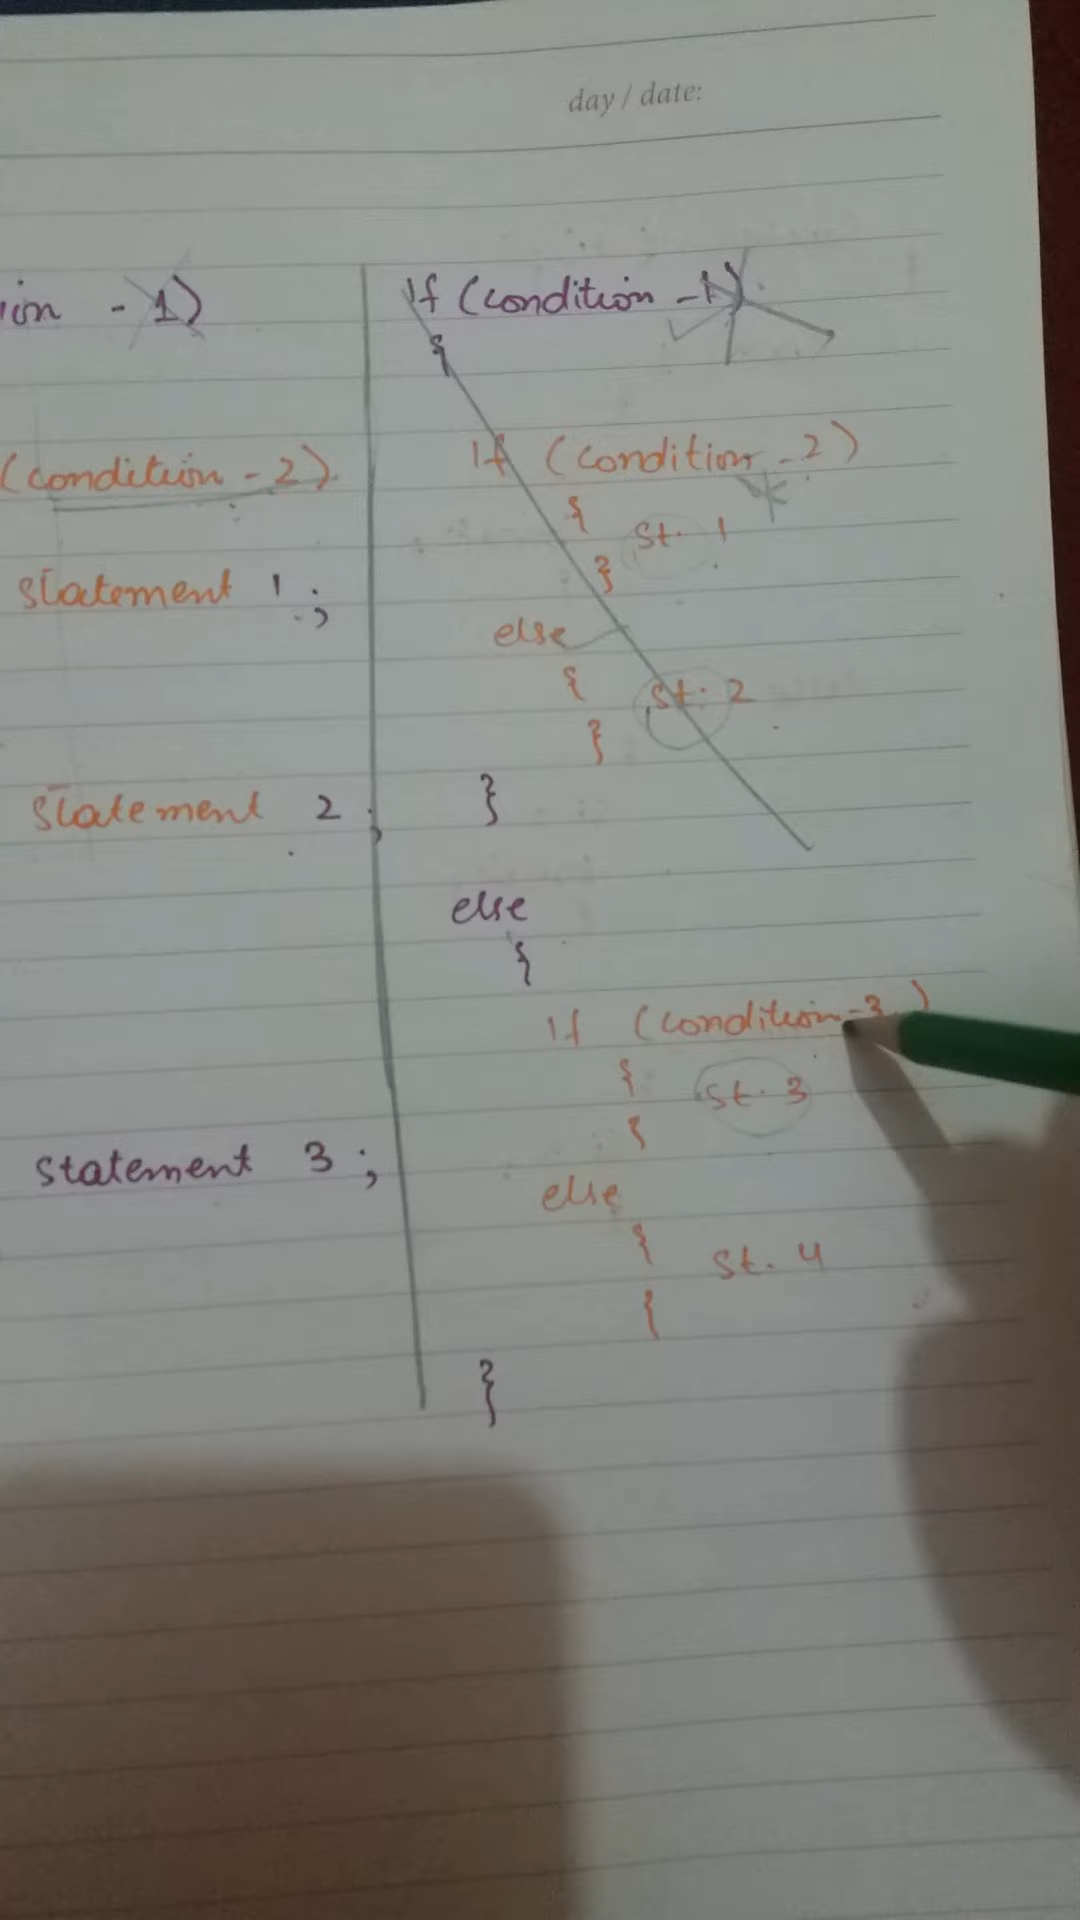 day / date:
ion - 1)
(condition - 2)
statement 1 ;
statement 2 ;
statement 3 ;
If (condition - 1)
{
If (condition - 2)
{
st. 1
}
else
{
st. 2
}
}
else
{
If (condition - 3)
{
st. 3
}
else
{
st. 4
{
}